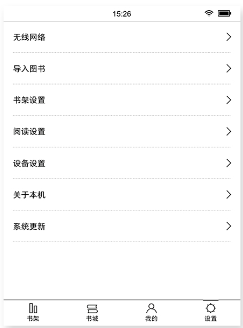 15:26
无线网络
导入图书
书架设置
阅读设置
设备设置
关于本机
系统更新
书架 书城 我的 设置